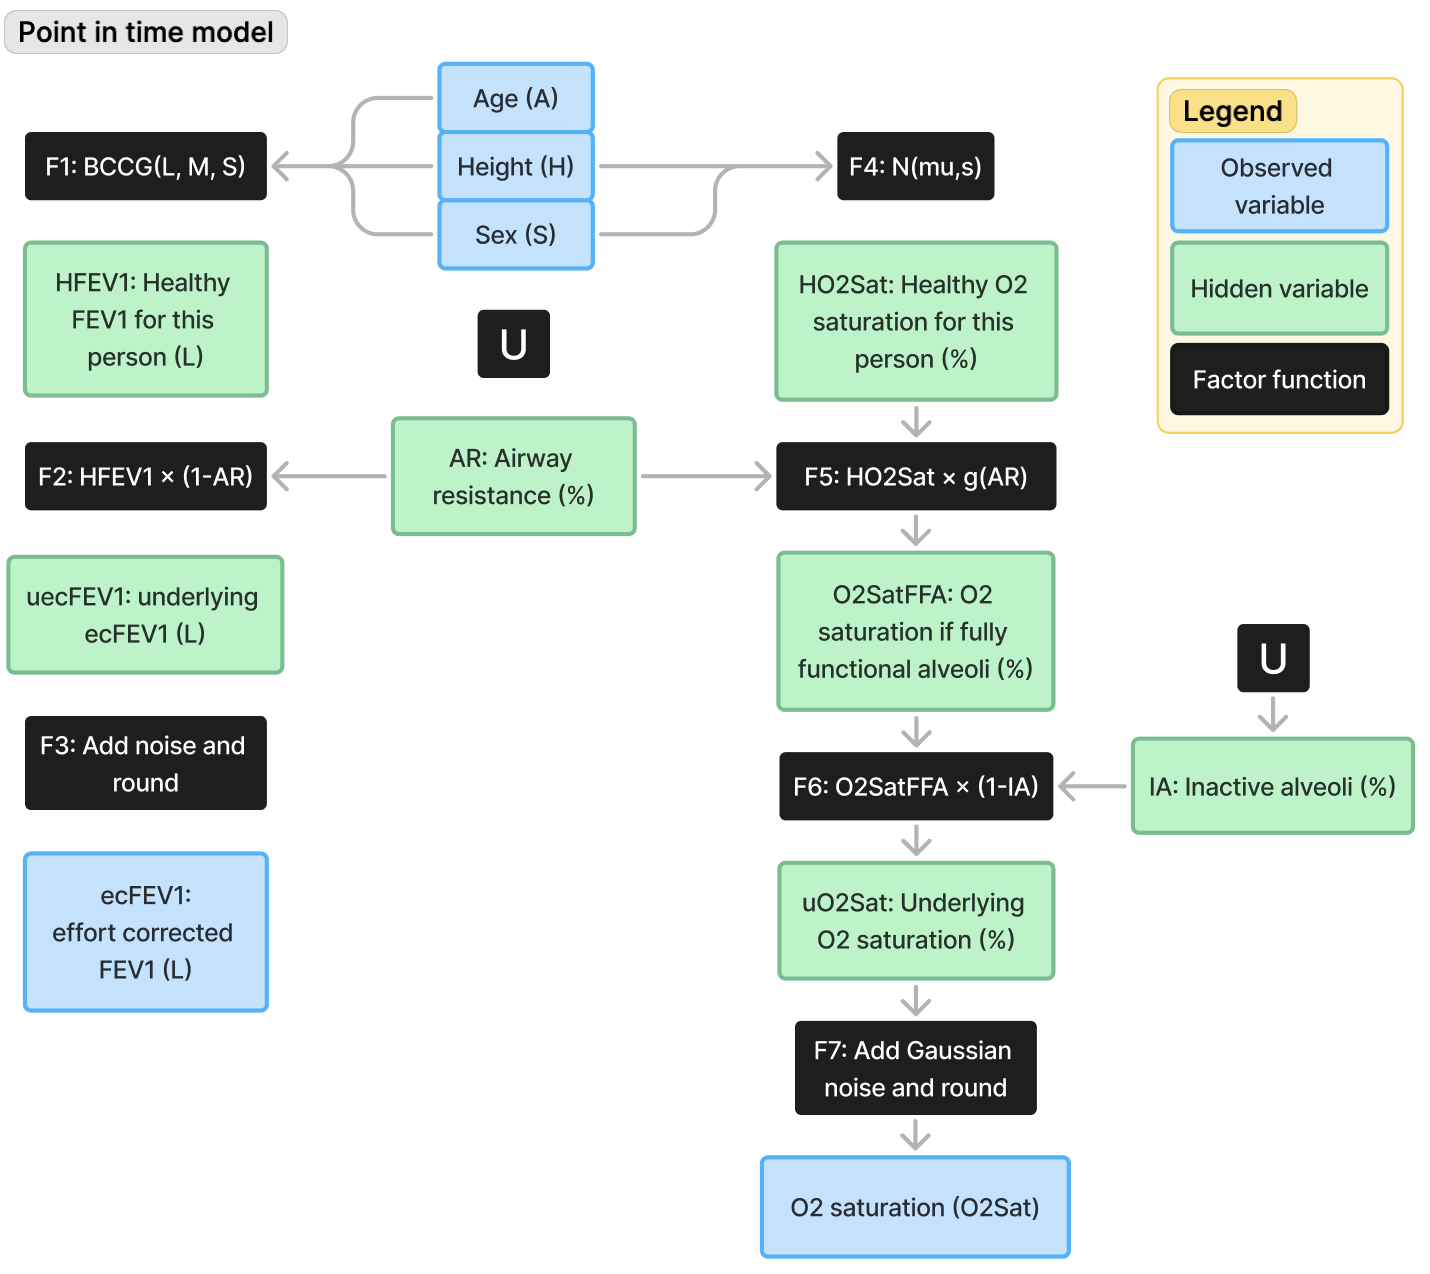 Point in time model
Age (A)
Height (H)
Sex (S)
F1: BCCG(L, M, S)
F4: N(mu,s)
HFEV1: Healthy
FEV1 for this
person (L)
U
HO2Sat: Healthy O2
saturation for this
person (%)
F2: HFEV1 × (1-AR)
AR: Airway
resistance (%)
F5: HO2Sat × g(AR)
uecFEV1: underlying
ecFEV1 (L)
O2SatFFA: O2
saturation if fully
functional alveoli (%)
U
F3: Add noise and
round
F6: O2SatFFA × (1-IA)
IA: Inactive alveoli (%)
ecFEV1:
effort corrected
FEV1 (L)
uO2Sat: Underlying
O2 saturation (%)
F7: Add Gaussian
noise and round
O2 saturation (O2Sat)
Legend
Observed
variable
Hidden variable
Factor function